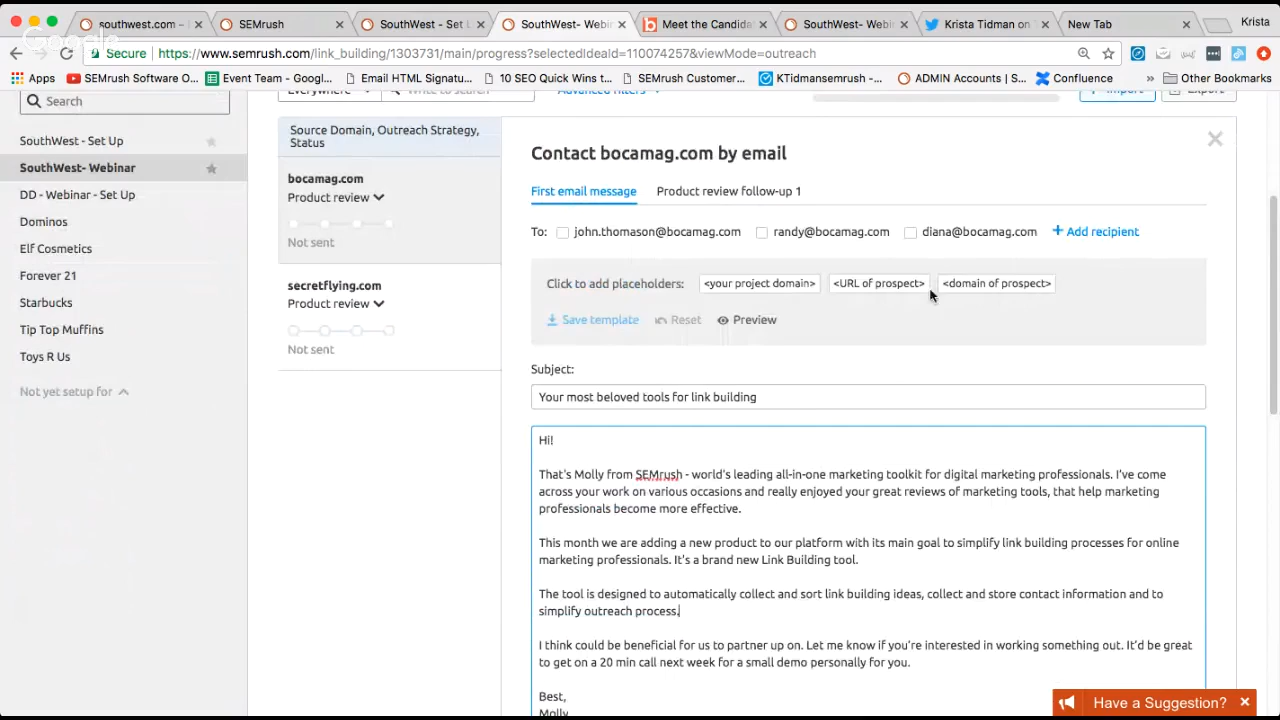 southwest.com -
SEMrush
SouthWest - Set U
SouthWest- Webin
Meet the Candida
SouthWest- Webin
Krista Tidman on
New Tab
Krista
Google
Secure
https://www.semrush.com/link_building/1303731/main/progress?selectedIdeaId=110074257&viewMode=outreach
Apps
SEMrush Software O...
Event Team - Googl...
Email HTML Signatu...
10 SEO Quick Wins t...
SEMrush Customer...
KTidmansemrush -...
ADMIN Accounts | S...
Confluence
»
Other Bookmarks
Search
Everywhere
Write to search
Advanced filters
Import
Export
SouthWest - Set Up
SouthWest- Webinar
DD - Webinar - Set Up
Dominos
Elf Cosmetics
Forever 21
Starbucks
Tip Top Muffins
Toys R Us
Not yet setup for
Source Domain, Outreach Strategy,
Status
bocamag.com
Product review
Not sent
secretflying.com
Product review
Not sent
Contact bocamag.com by email
First email message
Product review follow-up 1
To:
john.thomason@bocamag.com
randy@bocamag.com
diana@bocamag.com
+ Add recipient
Click to add placeholders:
<your project domain>
<URL of prospect>
<domain of prospect>
Save template
Reset
Preview
Subject:
Your most beloved tools for link building
Hi!
That's Molly from SEMrush - world's leading all-in-one marketing toolkit for digital marketing professionals. I've come
across your work on various occasions and really enjoyed your great reviews of marketing tools, that help marketing
professionals become more effective.
This month we are adding a new product to our platform with its main goal to simplify link building processes for online
marketing professionals. It's a brand new Link Building tool.
The tool is designed to automatically collect and sort link building ideas, collect and store contact information and to
simplify outreach process.
I think could be beneficial for us to partner up on. Let me know if you're interested in working something out. It'd be great
to get on a 20 min call next week for a small demo personally for you.
Best,
Molly
Have a Suggestion?